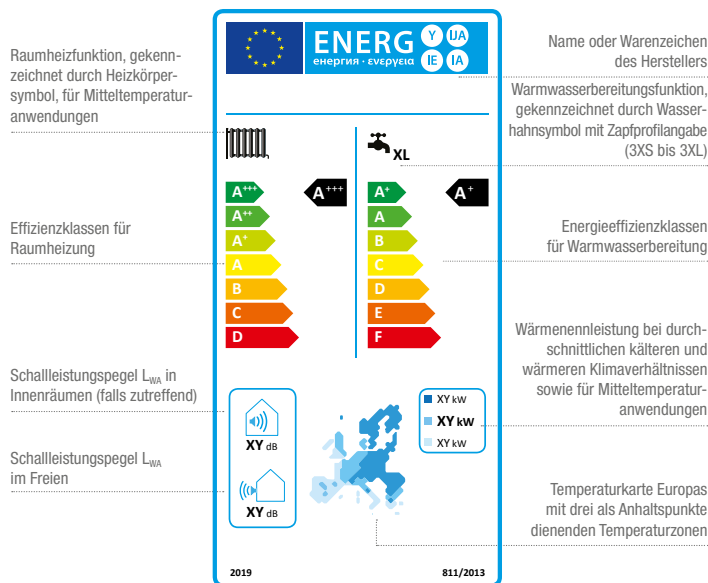 Raumheizfunktion, gekenn-
zeichnet durch Heizkörper-
symbol, für Mitteltemperatur-
anwendungen
Effizienzklassen für
Raumheizung
Schallleistungspegel LWA in
Innenräumen (falls zutreffend)
Schallleistungspegel LWA
im Freien
ENERG
енергия · ενεργεια
Y IJA
IE IA
XL
A+++
A++
A+
A
B
C
D
A+++
A+
A
B
C
D
E
F
A+
XY dB
XY dB
XY kW
XY kW
XY kW
2019
811/2013
Name oder Warenzeichen
des Herstellers
Warmwasserbereitungsfunktion,
gekennzeichnet durch Wasser-
hahnsymbol mit Zapfprofilangabe
(3XS bis 3XL)
Energieeffizienzklassen
für Warmwasserbereitung
Wärmenennleistung bei durch-
schnittlichen kälteren und
wärmeren Klimaverhältnissen
sowie für Mitteltemperatur-
anwendungen
Temperaturkarte Europas
mit drei als Anhaltspunkte
dienenden Temperaturzonen